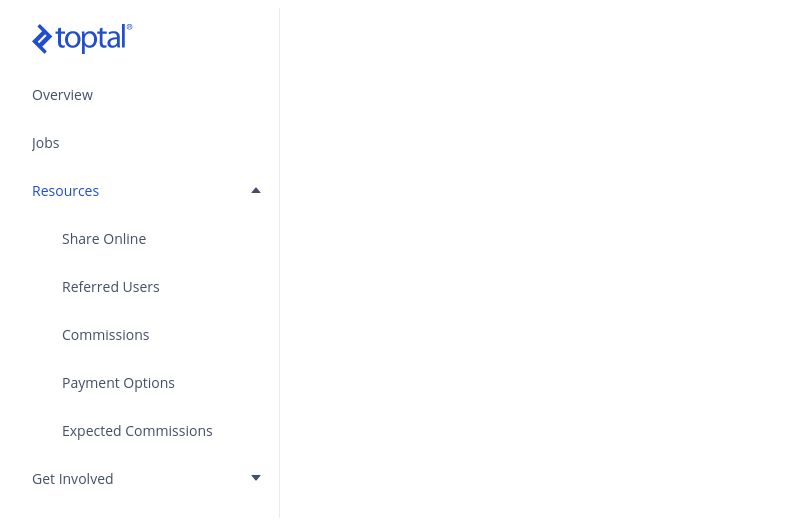 toptal®
Overview
Jobs
Resources
Share Online
Referred Users
Commissions
Payment Options
Expected Commissions
Get Involved